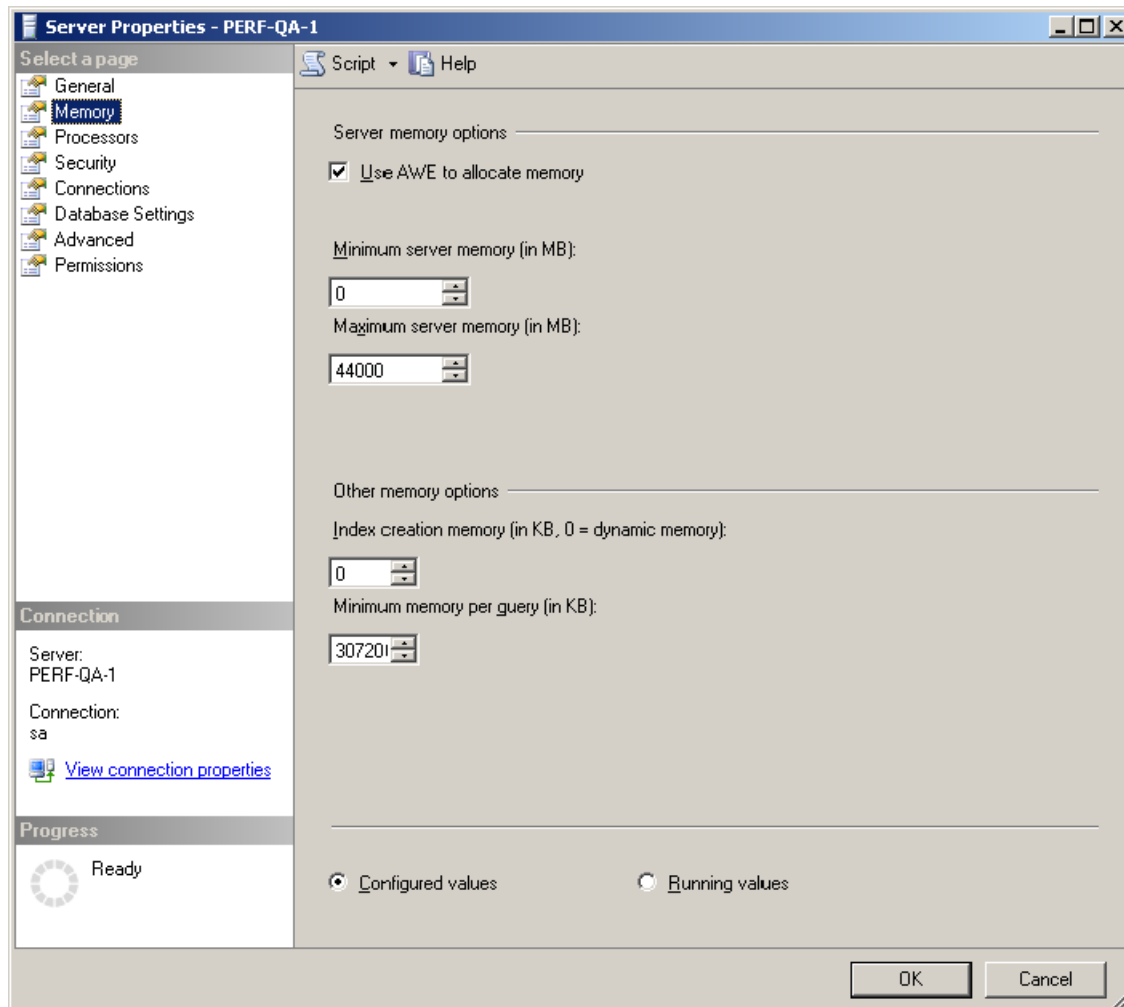 Server Properties - PERF-QA-1
Select a page
General
Memory
Processors
Security
Connections
Database Settings
Advanced
Permissions
Connection
Server:
PERF-QA-1
Connection:
sa
View connection properties
Progress
Ready
Script Help
Server memory options
Use AWE to allocate memory
Minimum server memory (in MB):
0
Maximum server memory (in MB):
44000
Other memory options
Index creation memory (in KB, 0 = dynamic memory):
0
Minimum memory per query (in KB):
Configured values Running values
OK Cancel